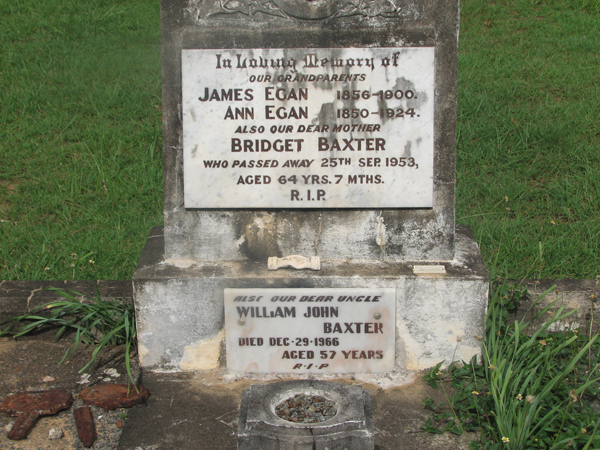 In Loving Memory of
OUR GRANDPARENTS
JAMES EGAN 1856-1900.
ANN EGAN 1850-1924.
ALSO OUR DEAR MOTHER
BRIDGET BAXTER
WHO PASSED AWAY 25TH SEP. 1953,
AGED 64 YRS. 7 MTHS.
R.I.P.
ALSO OUR DEAR UNCLE
WILLIAM JOHN
BAXTER
DIED DEC·29·1966
AGED 57 YEARS
R·I·P